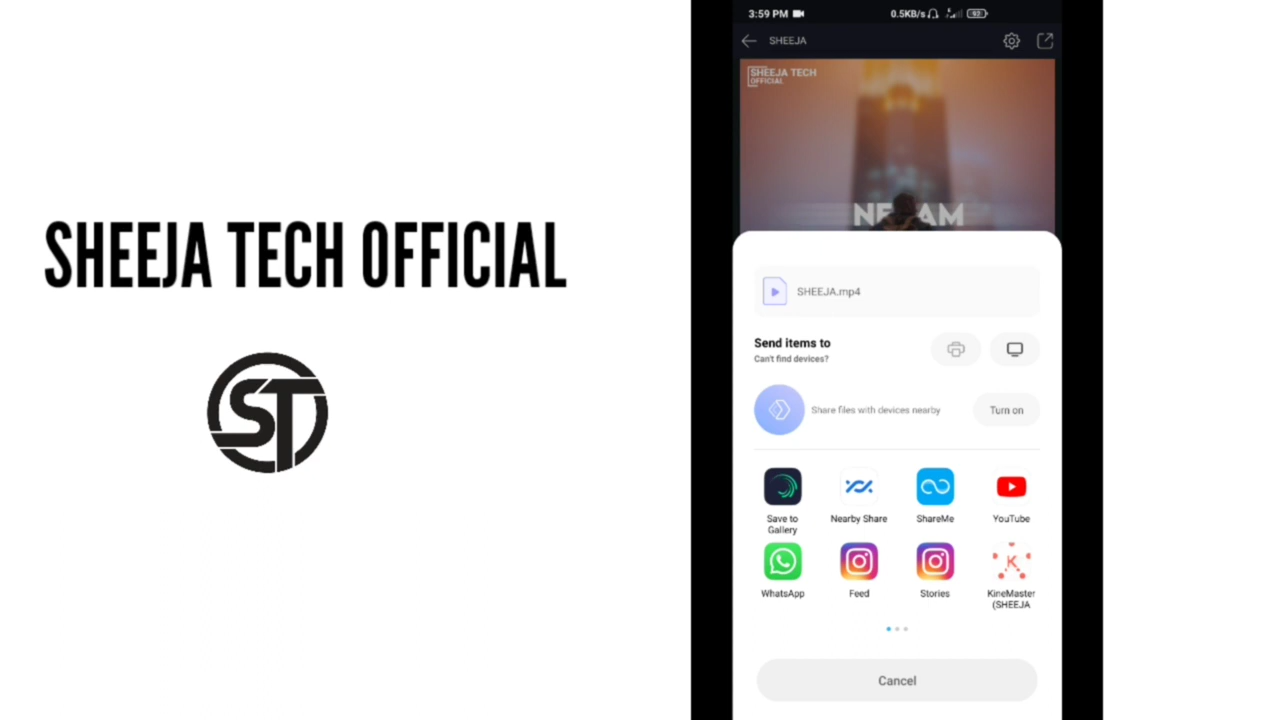 SHEEJA TECH OFFICIAL
ST
3:59 PM
0.5KB/s
92
SHEEJA
SHEEJA TECH
OFFICIAL
SHEEJA.mp4
Send items to
Can't find devices?
Share files with devices nearby
Turn on
Save to
Gallery
Nearby Share
ShareMe
YouTube
WhatsApp
Feed
Stories
K
KineMaster
(SHEEJA
Cancel